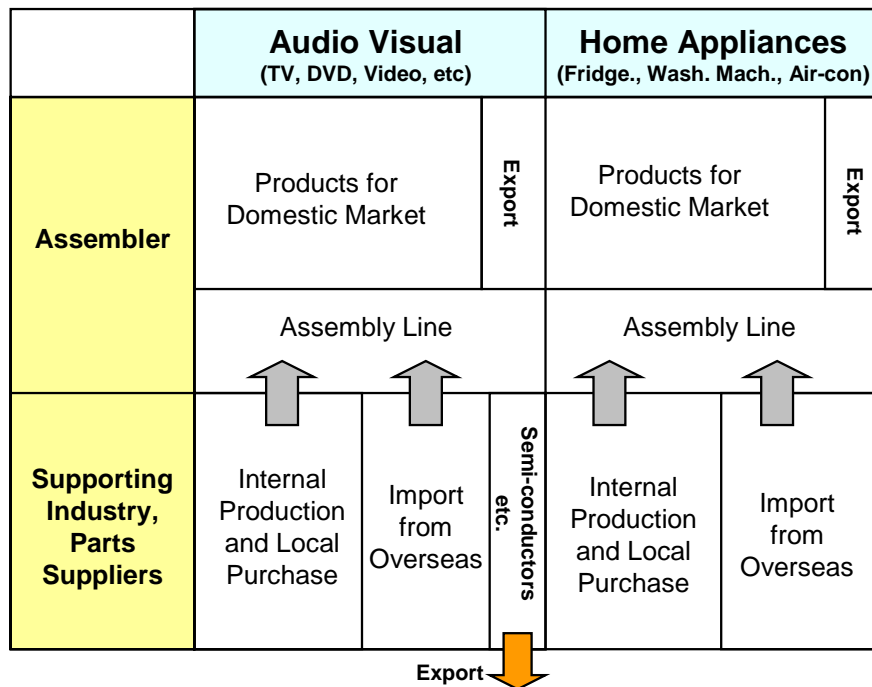 Audio Visual
(TV, DVD, Video, etc)
Home Appliances
(Fridge., Wash. Mach., Air-con)
Assembler
Products for
Domestic Market
Export
Products for
Domestic Market
Export
Assembly Line
Assembly Line
Supporting
Industry,
Parts
Suppliers
Internal
Production
and Local
Purchase
Import
from
Overseas
Semi-conductors
etc.
Internal
Production
and Local
Purchase
Import
from
Overseas
Export